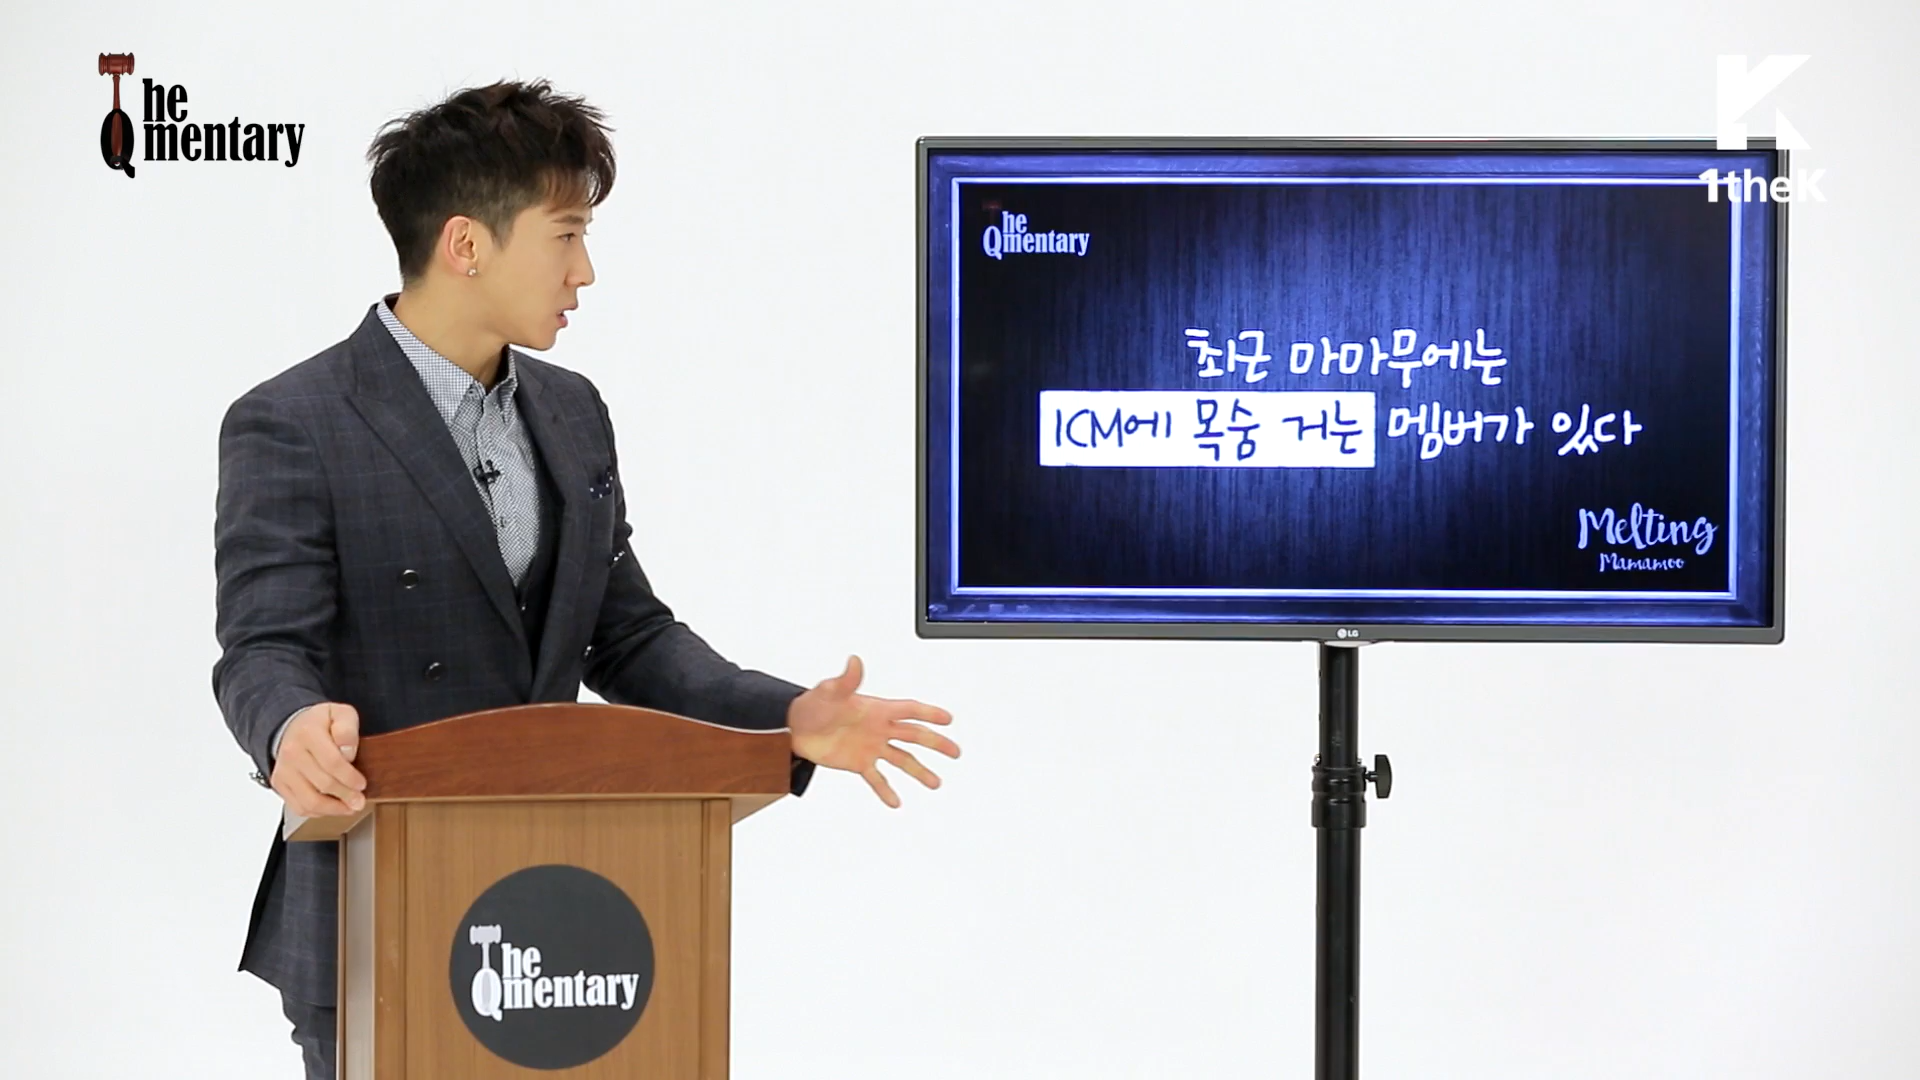 The
Qmentary
1theK
The
Qmentary
최근 마마무에는
ICM에 목숨 거는 멤버가 있다
Melting
Mamamoo
LG
The
Qmentary